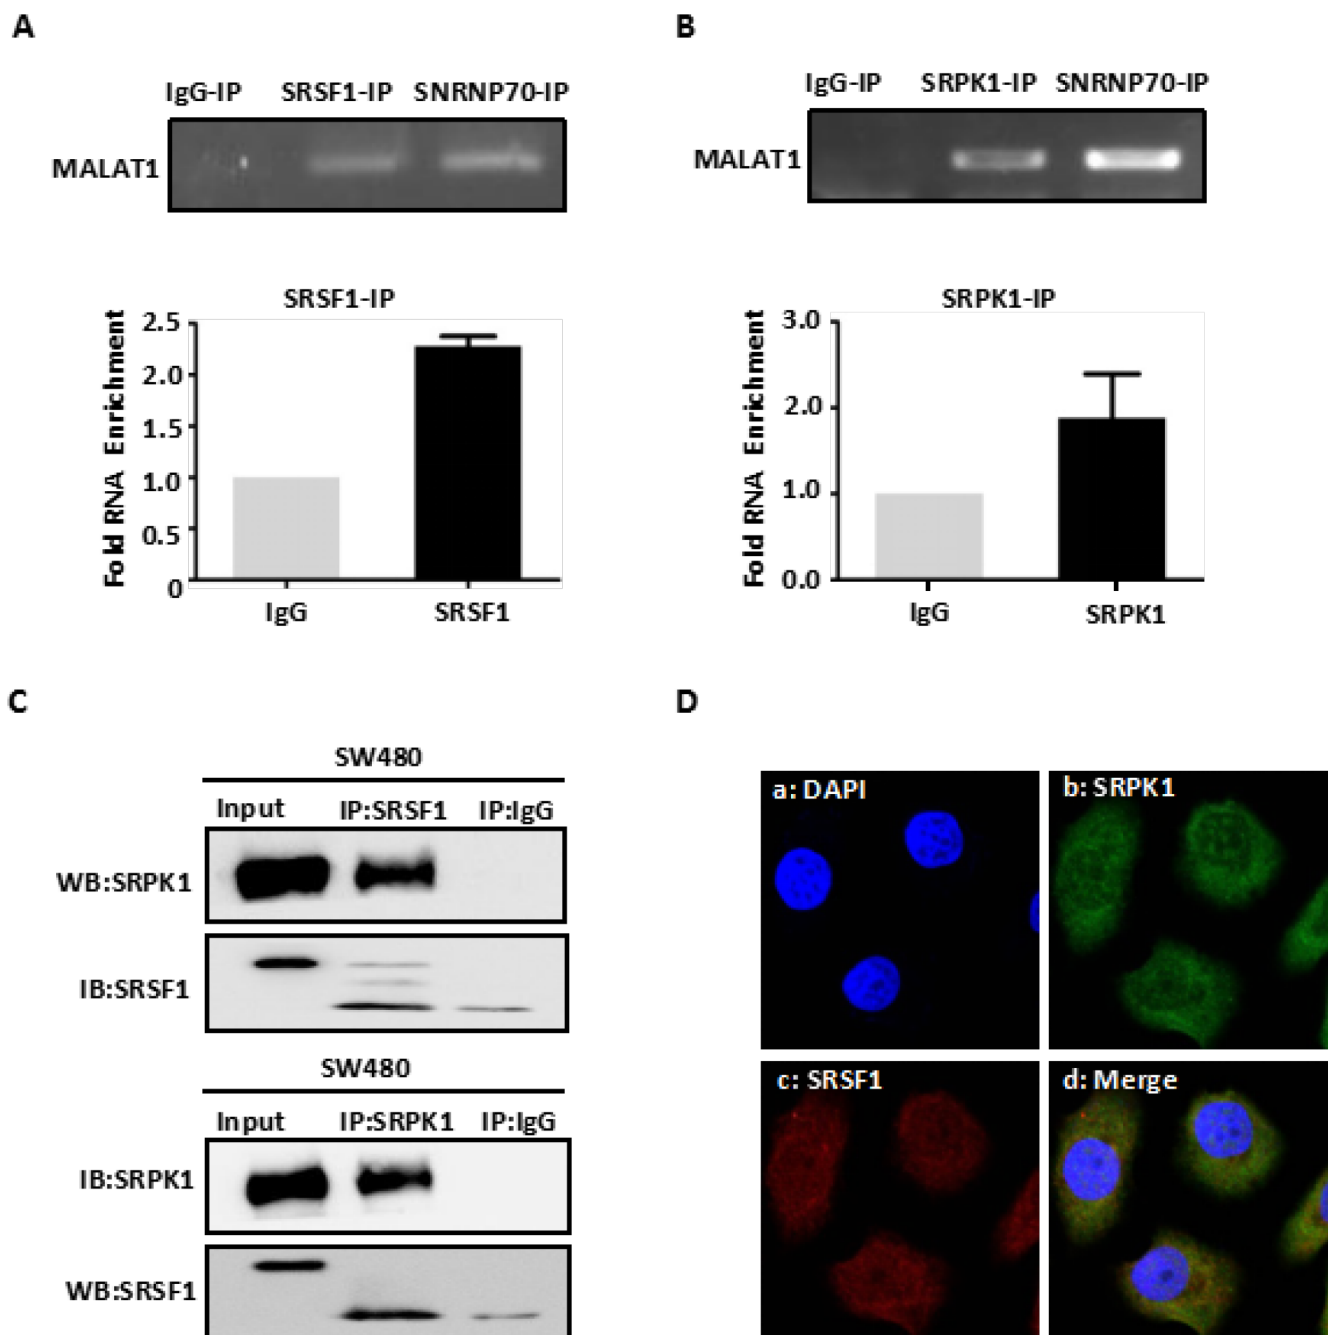 A
IgG-IP SRSF1-IP SNRNP70-IP
MALAT1
SRSF1-IP
Fold RNA Enrichment
2.5
2.0
1.5
1.0
0.5
0
IgG SRSF1
B
IgG-IP SRPK1-IP SNRNP70-IP
MALAT1
SRPK1-IP
Fold RNA Enrichment
3.0
2.0
1.0
0.0
IgG SRPK1
C
SW480
Input IP:SRSF1 IP:IgG
WB:SRPK1
IB:SRSF1
SW480
Input IP:SRPK1 IP:IgG
IB:SRPK1
WB:SRSF1
D
a: DAPI
b: SRPK1
c: SRSF1
d: Merge